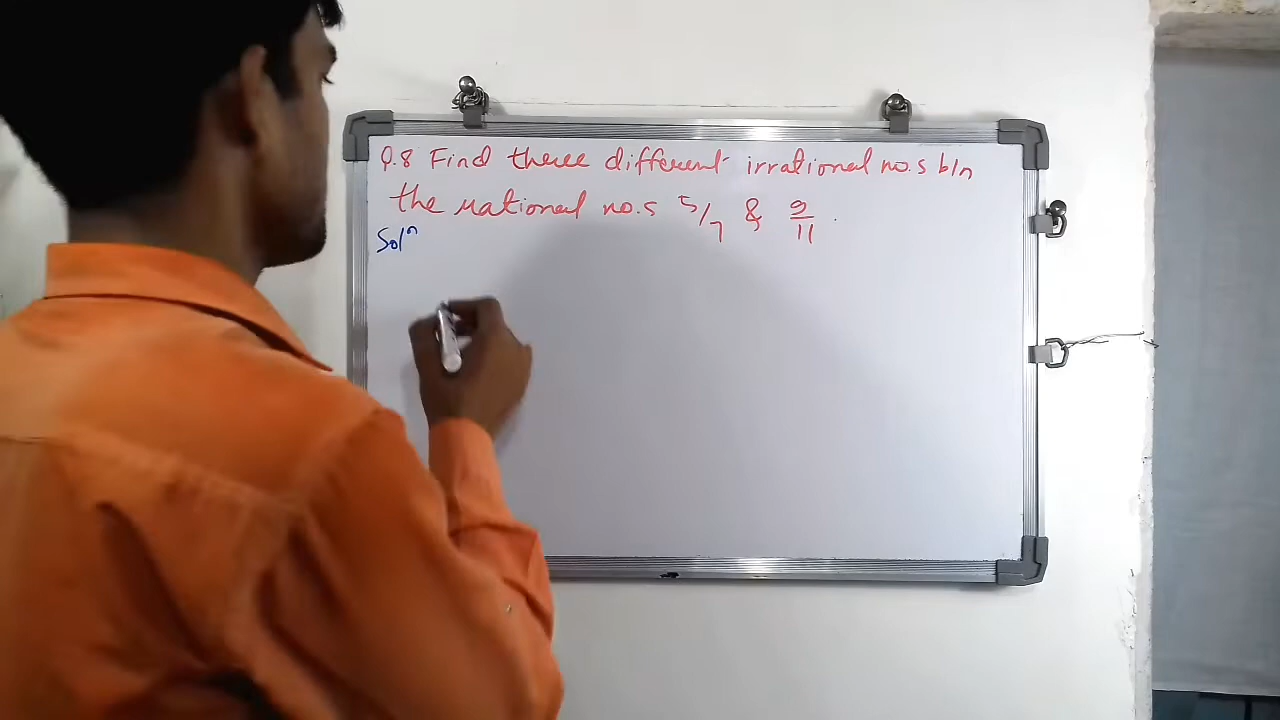 Q.8 Find three different irrational no.s b/n
the rational no.s 5/7 & 9/11.
Solⁿ